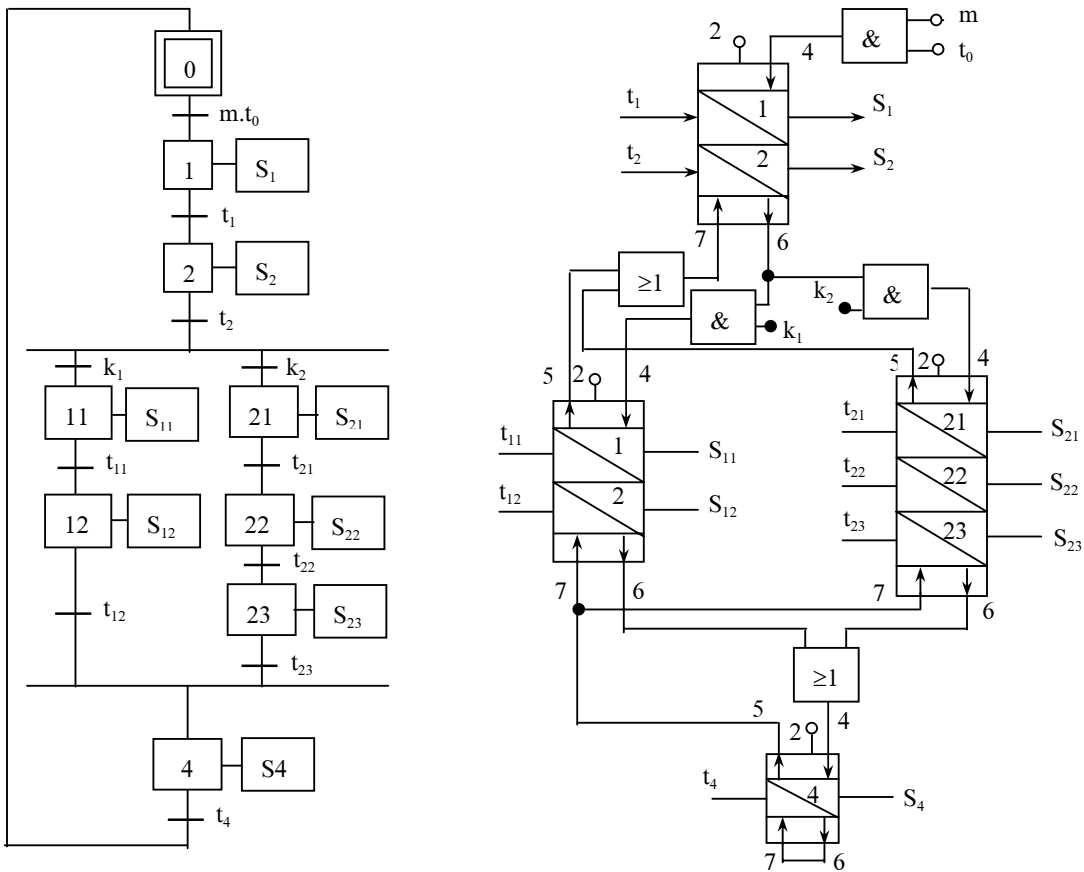 0
m.t₀
1 S₁
t₁
2 S₂
t₂
k₁ k₂
11 S₁₁ 21 S₂₁
t₁₁ t₂₁
12 S₁₂ 22 S₂₂
t₂₂
t₁₂ 23 S₂₃
t₂₃
4 S4
t₄
m
& t₀
2 4
t₁ 1 S₁
t₂ 2 S₂
7 6
≥1 k₂ &
& k₁
5 2 4
5 2 4
t₁₁ 1 S₁₁
t₁₂ 2 S₁₂
7 6
t₂₁ 21 S₂₁
t₂₂ 22 S₂₂
t₂₃ 23 S₂₃
7 6
≥1
5 2 4
t₄ 4 S₄
7 6